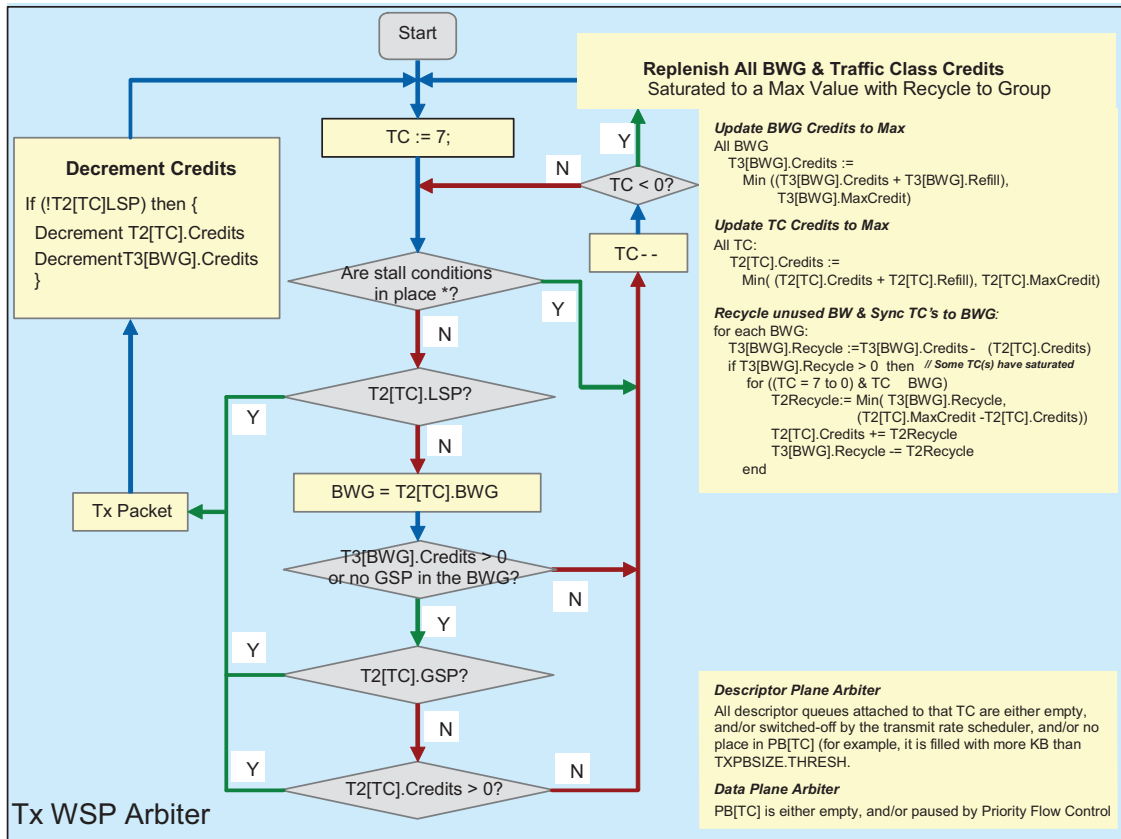 Start
Replenish All BWG & Traffic Class Credits
Saturated to a Max Value with Recycle to Group
TC := 7;
Y
N
TC < 0?
TC - -
Decrement Credits
If (!T2[TC]LSP) then {
Decrement T2[TC].Credits
DecrementT3[BWG].Credits
}
Update BWG Credits to Max
All BWG
T3[BWG].Credits :=
Min ((T3[BWG].Credits + T3[BWG].Refill),
T3[BWG].MaxCredit)
Update TC Credits to Max
All TC:
T2[TC].Credits :=
Min( (T2[TC].Credits + T2[TC].Refill), T2[TC].MaxCredit)
Recycle unused BW & Sync TC's to BWG:
for each BWG:
T3[BWG].Recycle :=T3[BWG].Credits - (T2[TC].Credits)
if T3[BWG].Recycle > 0 then // Some TC(s) have saturated
for ((TC = 7 to 0) & TC BWG)
T2Recycle:= Min( T3[BWG].Recycle,
(T2[TC].MaxCredit -T2[TC].Credits))
T2[TC].Credits += T2Recycle
T3[BWG].Recycle -= T2Recycle
end
Are stall conditions
in place *?
Y
N
T2[TC].LSP?
Y
N
BWG = T2[TC].BWG
Tx Packet
T3[BWG].Credits > 0
or no GSP in the BWG?
N
Y
T2[TC].GSP?
Y
N
T2[TC].Credits > 0?
Y
N
Descriptor Plane Arbiter
All descriptor queues attached to that TC are either empty,
and/or switched-off by the transmit rate scheduler, and/or no
place in PB[TC] (for example, it is filled with more KB than
TXPBSIZE.THRESH.
Data Plane Arbiter
PB[TC] is either empty, and/or paused by Priority Flow Control
Tx WSP Arbiter